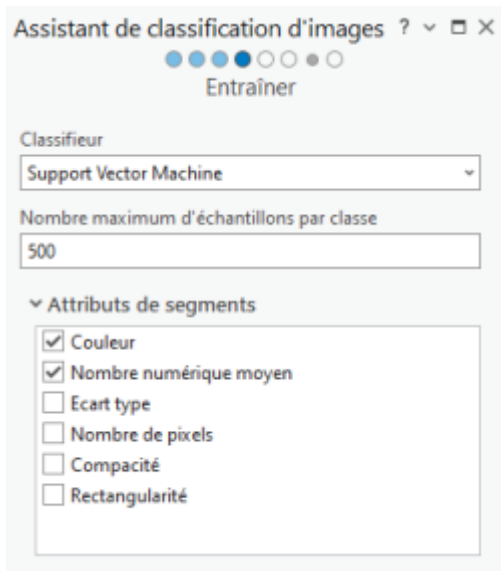 Assistant de classification d'images ?
Entraîner
Classifieur
Support Vector Machine
Nombre maximum d'échantillons par classe
500
Attributs de segments
Couleur
Nombre numérique moyen
Ecart type
Nombre de pixels
Compacité
Rectangularité